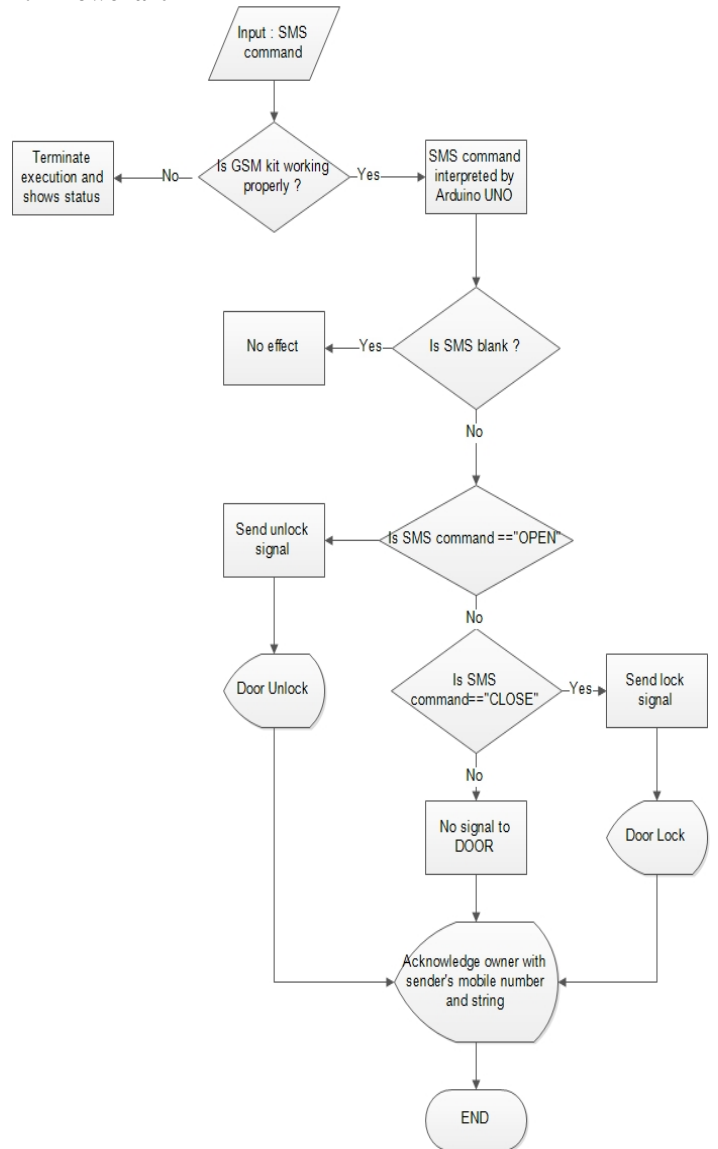 Input : SMS
command
Is GSM kit working
properly ?
No
Terminate
execution and
shows status
Yes
SMS command
interpreted by
Arduino UNO
Is SMS blank ?
Yes
No effect
No
Is SMS command =="OPEN"
Send unlock
signal
Door Unlock
No
Is SMS
command=="CLOSE"
Yes
Send lock
signal
Door Lock
No
No signal to
DOOR
Acknowledge owner with
sender's mobile number
and string
END